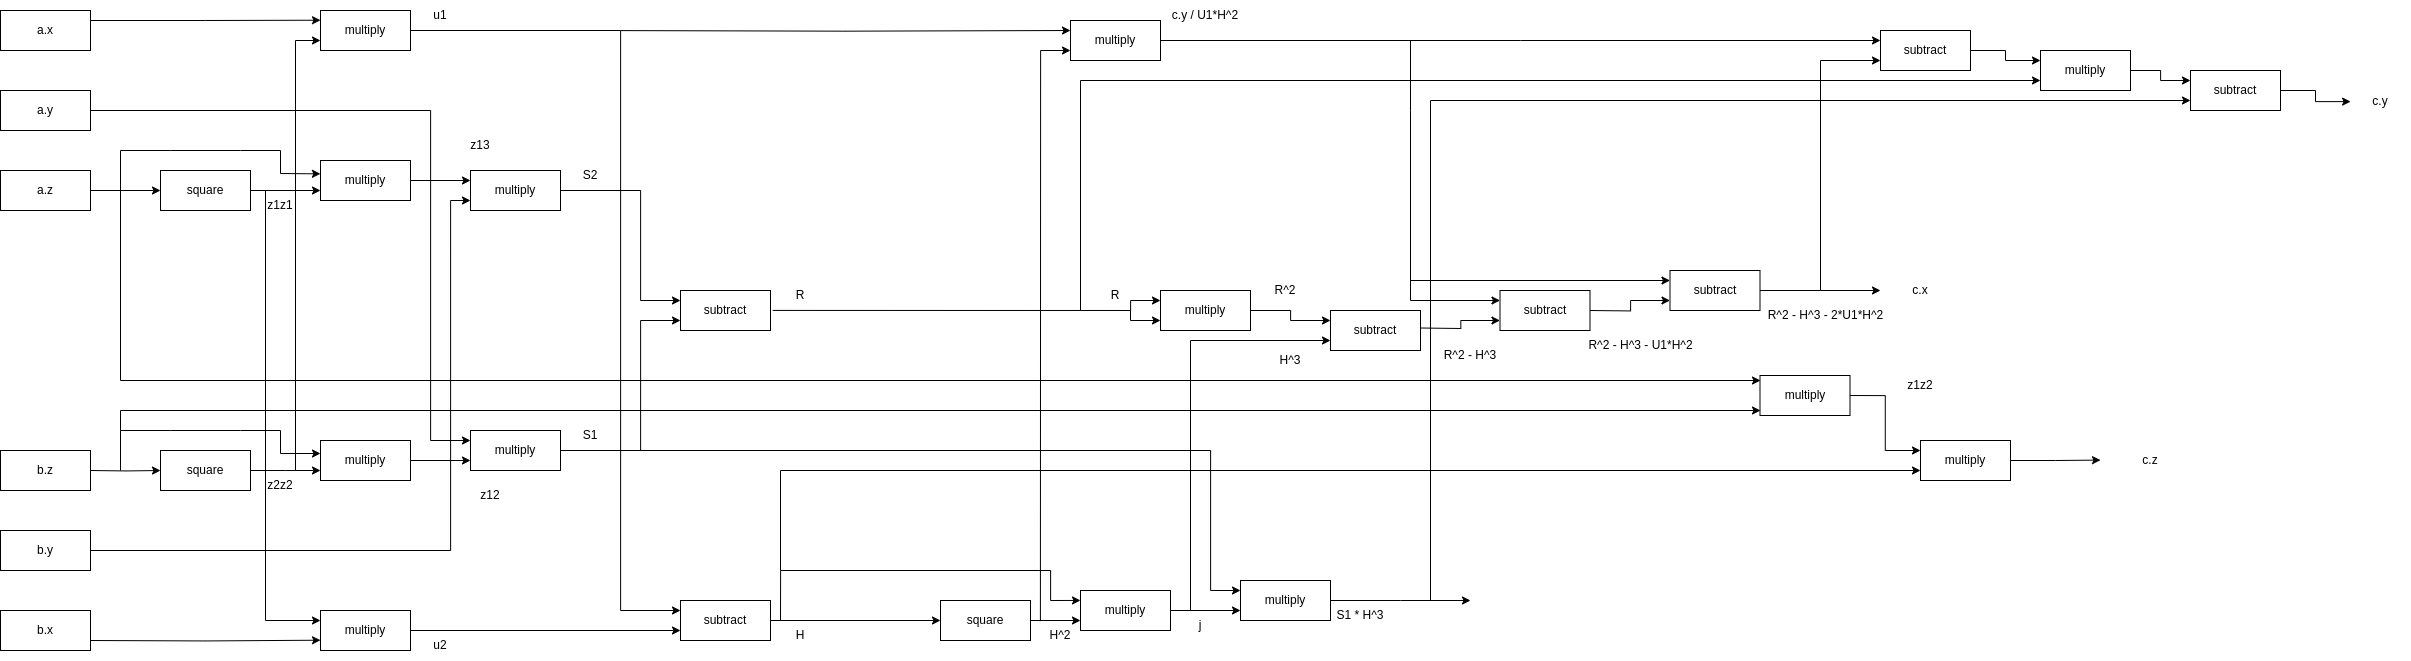 a.x
multiply
u1
multiply
c.y / U1*H^2
subtract
multiply
subtract
c.y
a.y
z13
a.z
square
z1z1
multiply
multiply
S2
subtract
R
R
multiply
R^2
subtract
H^3
R^2 - H^3
subtract
R^2 - H^3 - U1*H^2
subtract
R^2 - H^3 - 2*U1*H^2
c.x
multiply
z1z2
b.z
square
z2z2
multiply
multiply
S1
z12
multiply
c.z
b.y
b.x
multiply
u2
subtract
H
square
H^2
multiply
j
multiply
S1 * H^3